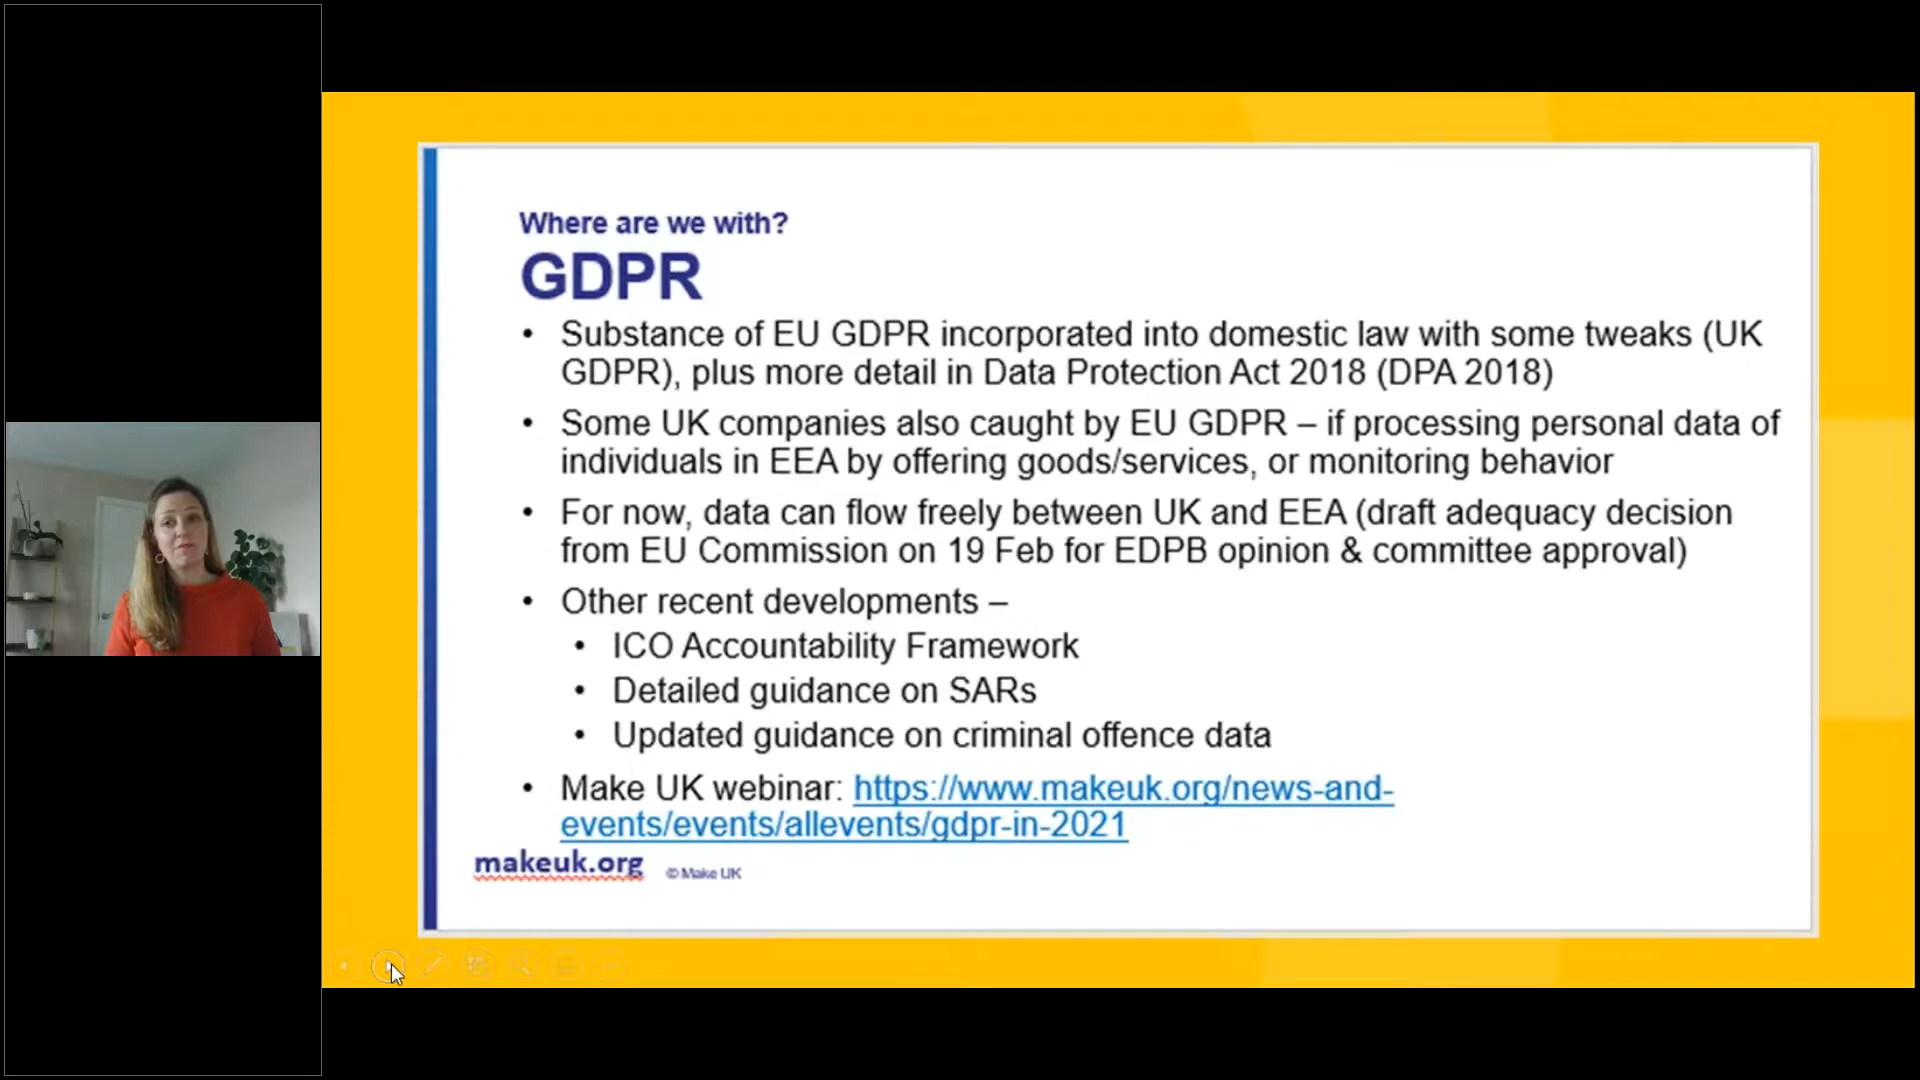 Where are we with?
GDPR
• Substance of EU GDPR incorporated into domestic law with some tweaks (UK
GDPR), plus more detail in Data Protection Act 2018 (DPA 2018)
• Some UK companies also caught by EU GDPR – if processing personal data of
individuals in EEA by offering goods/services, or monitoring behavior
• For now, data can flow freely between UK and EEA (draft adequacy decision
from EU Commission on 19 Feb for EDPB opinion & committee approval)
• Other recent developments –
• ICO Accountability Framework
• Detailed guidance on SARs
• Updated guidance on criminal offence data
• Make UK webinar: https://www.makeuk.org/news-and-
events/events/allevents/gdpr-in-2021
makeuk.org © Make UK